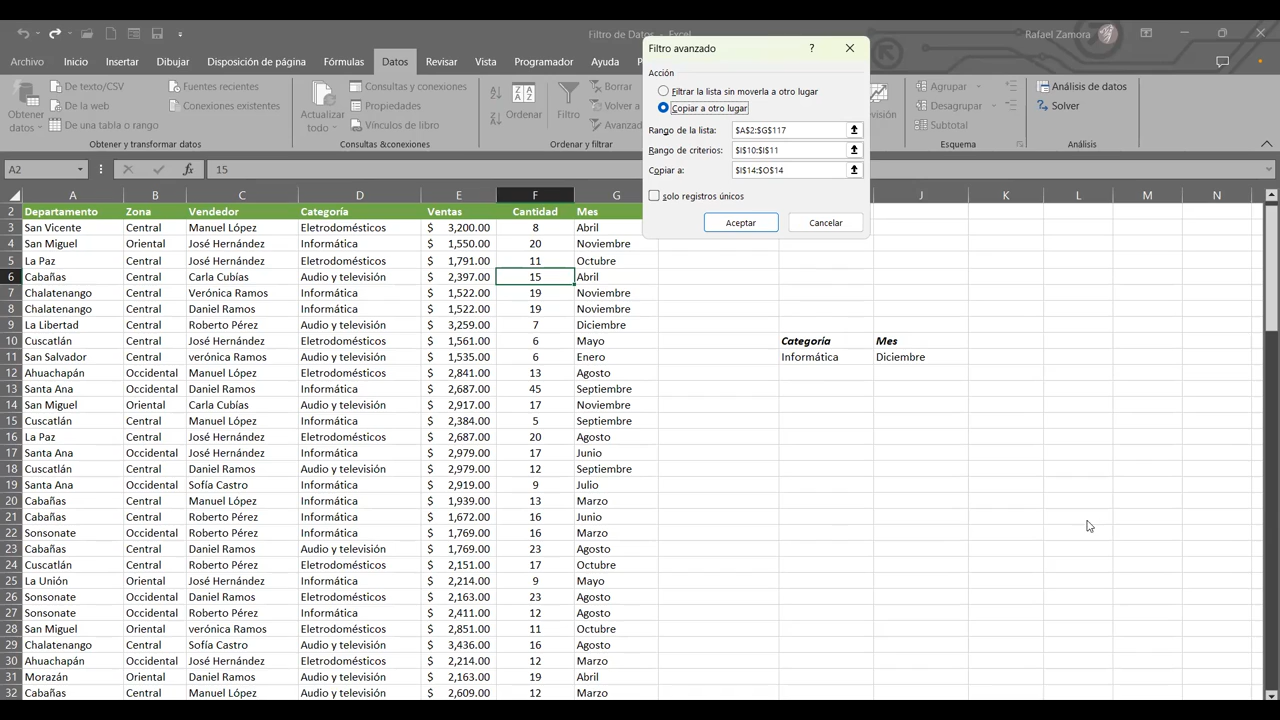 Filtro de Datos - Excel
Rafael Zamora
Archivo Inicio Insertar Dibujar Disposición de página Fórmulas Datos Revisar Vista Programador Ayuda
Obtener datos
De texto/CSV
De la web
De una tabla o rango
Fuentes recientes
Conexiones existentes
Obtener y transformar datos
Actualizar todo
Consultas y conexiones
Propiedades
Vínculos de libro
Consultas &conexiones
Ordenar
Filtro
Borrar
Volver a
Avanzad
Ordenar y filtrar
Agrupar
Desagrupar
Subtotal
Esquema
Análisis de datos
Solver
Análisis
Filtro avanzado ?
Acción
Filtrar la lista sin moverla a otro lugar
Copiar a otro lugar
Rango de la lista: $A$2:$G$117
Rango de criterios: $I$10:$I$11
Copiar a: $I$14:$O$14
solo registros únicos
Aceptar Cancelar
A2 fx 15
A B C D E F G J K L M N
2 Departamento Zona Vendedor Categoría Ventas Cantidad Mes
3 San Vicente Central Manuel López Eletrodomésticos $ 3,200.00 8 Abril
4 San Miguel Oriental José Hernández Informática $ 1,550.00 20 Noviembre
5 La Paz Central José Hernández Eletrodomésticos $ 1,791.00 11 Octubre
6 Cabañas Central Carla Cubías Audio y televisión $ 2,397.00 15 Abril
7 Chalatenango Central Verónica Ramos Informática $ 1,522.00 19 Noviembre
8 Chalatenango Central Daniel Ramos Informática $ 1,522.00 19 Noviembre
9 La Libertad Central Roberto Pérez Audio y televisión $ 3,259.00 7 Diciembre
10 Cuscatlán Central José Hernández Eletrodomésticos $ 1,561.00 6 Mayo Categoría Mes
11 San Salvador Central verónica Ramos Audio y televisión $ 1,535.00 6 Enero Informática Diciembre
12 Ahuachapán Occidental Manuel López Eletrodomésticos $ 2,841.00 13 Agosto
13 Santa Ana Occidental Daniel Ramos Informática $ 2,687.00 45 Septiembre
14 San Miguel Oriental Carla Cubías Audio y televisión $ 2,917.00 17 Noviembre
15 Cuscatlán Central Manuel López Eletrodomésticos $ 2,384.00 5 Septiembre
16 La Paz Central José Hernández Eletrodomésticos $ 2,687.00 20 Agosto
17 Santa Ana Occidental José Hernández Informática $ 2,979.00 17 Junio
18 Cuscatlán Central Daniel Ramos Audio y televisión $ 2,979.00 12 Septiembre
19 Santa Ana Occidental Sofía Castro Informática $ 2,919.00 9 Julio
20 Cabañas Central Manuel López Informática $ 1,939.00 13 Marzo
21 Cabañas Central Roberto Pérez Informática $ 1,672.00 16 Junio
22 Sonsonate Occidental Roberto Pérez Informática $ 1,769.00 16 Marzo
23 Cabañas Central Daniel Ramos Audio y televisión $ 1,769.00 23 Agosto
24 Cuscatlán Central Roberto Pérez Eletrodomésticos $ 2,151.00 17 Octubre
25 La Unión Oriental José Hernández Informática $ 2,214.00 9 Mayo
26 Sonsonate Occidental Daniel Ramos Audio y televisión $ 2,163.00 23 Agosto
27 Sonsonate Occidental Roberto Pérez Informática $ 2,411.00 12 Agosto
28 San Miguel Oriental verónica Ramos Eletrodomésticos $ 2,851.00 11 Octubre
29 Chalatenango Central Sofía Castro Audio y televisión $ 3,436.00 16 Agosto
30 Ahuachapán Occidental José Hernández Eletrodomésticos $ 2,214.00 12 Marzo
31 Morazán Oriental Daniel Ramos Audio y televisión $ 2,163.00 19 Abril
32 Cabañas Central Manuel López Audio y televisión $ 2,609.00 12 Marzo